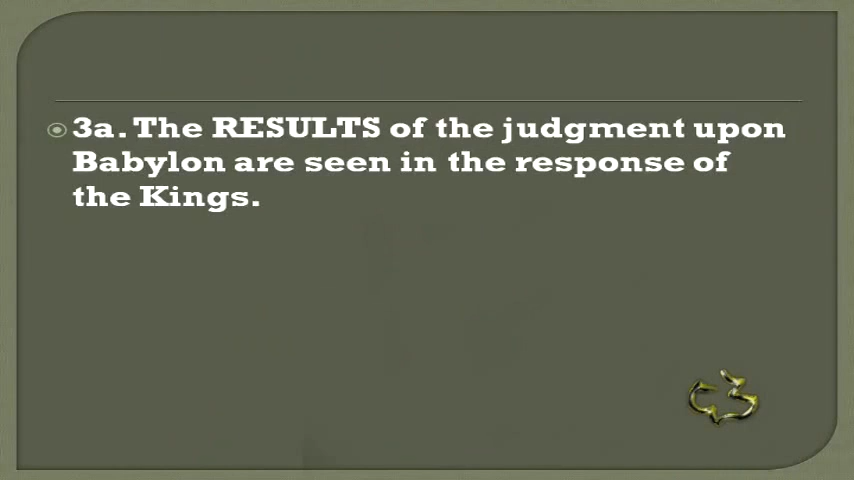 3a. The RESULTS of the judgment upon
Babylon are seen in the response of
the Kings.